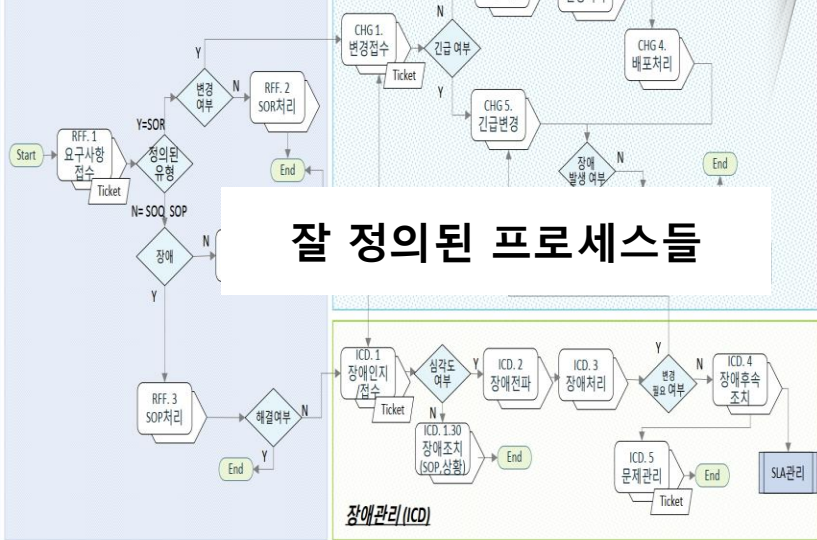 N
CHG 1.
변경접수
Ticket
긴급 여부
Y
CHG 4.
배포처리
Y
변경
여부
N
RFF. 2
SOR처리
CHG 5.
긴급변경
Y=SOR
Start
RFF. 1
요구사항
접수
Ticket
정의된
유형
End
장애
발생 여부
N
End
N= SOQ, SOP
장애
N
Y
잘 정의된 프로세스들
RFF. 3
SOP처리
해결여부
N
Y
End
ICD. 1
장애인지
/접수
Ticket
심각도
여부
Y
N
ICD. 2
장애전파
ICD. 3
장애처리
Y
변경
필요 여부
N
ICD. 4
장애후속
조치
ICD. 1.30
장애조치
(SOP,상황)
End
ICD. 5
문제관리
Ticket
End
SLA관리
장애관리(ICD)